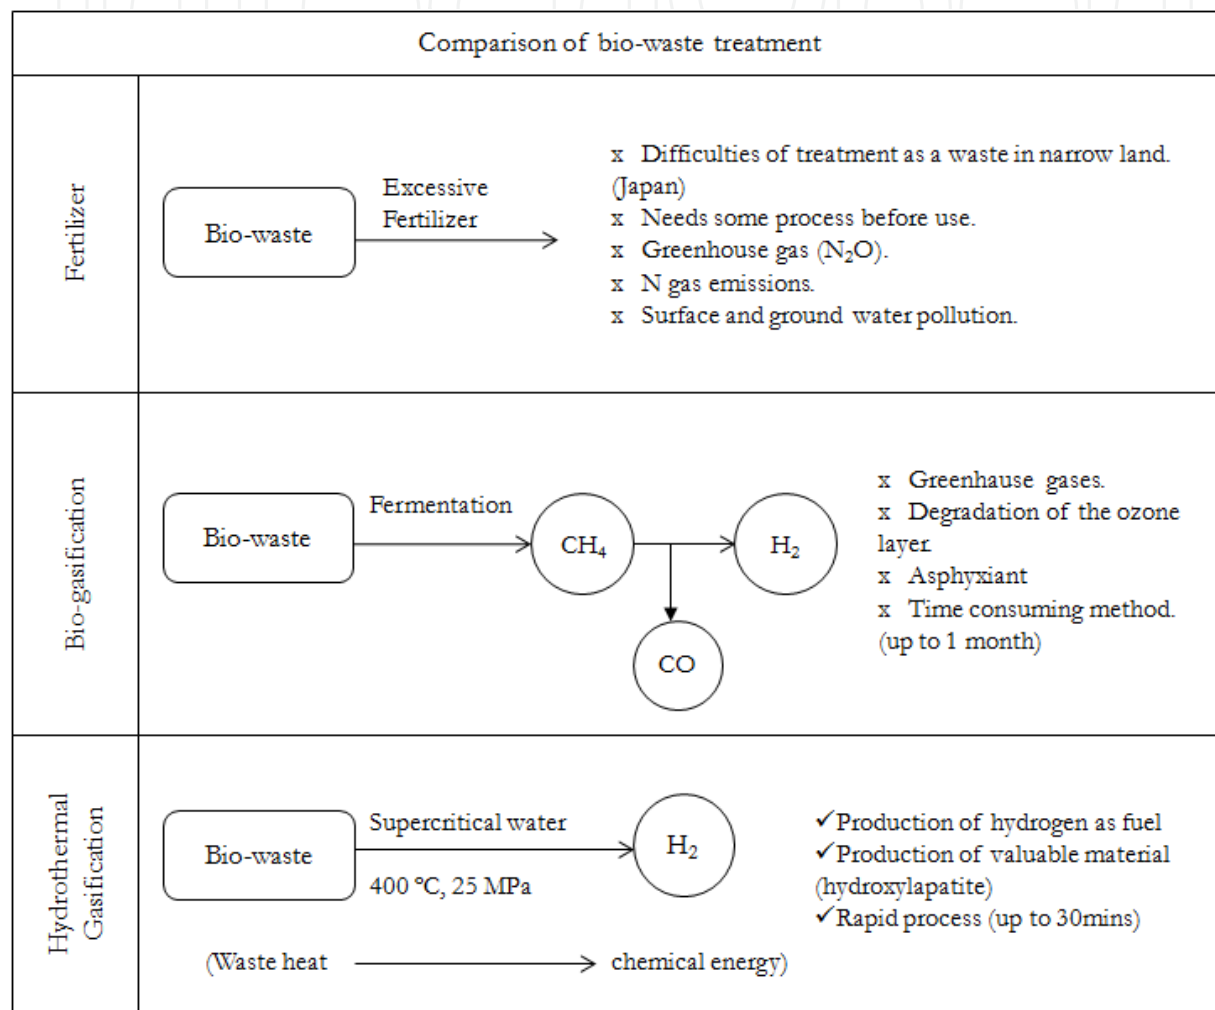 Comparison of bio-waste treatment
Fertilizer
Bio-waste
Excessive
Fertilizer
x Difficulties of treatment as a waste in narrow land.
(Japan)
x Needs some process before use.
x Greenhouse gas (N₂O).
x N gas emissions.
x Surface and ground water pollution.
Bio-gasification
Bio-waste
Fermentation
CH₄
H₂
CO
x Greenhause gases.
x Degradation of the ozone
layer.
x Asphyxiant
x Time consuming method.
(up to 1 month)
Hydrothermal
Gasification
Bio-waste
Supercritical water
400 °C, 25 MPa
H₂
(Waste heat
chemical energy)
✓Production of hydrogen as fuel
✓Production of valuable material
(hydroxylapatite)
✓Rapid process (up to 30mins)